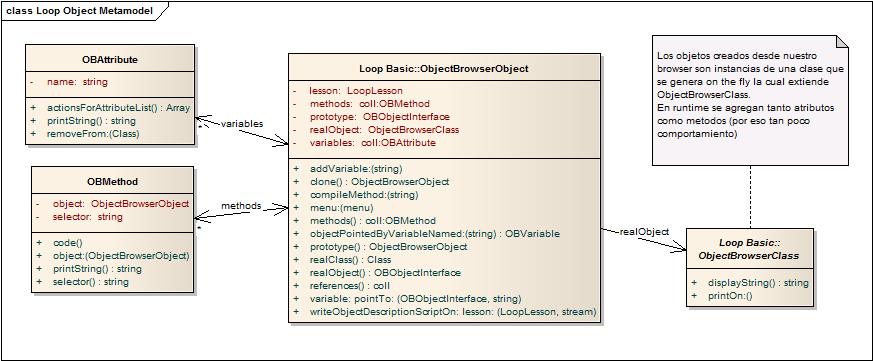 class Loop Object Metamodel
OBAttribute
- name: string
+ actionsForAttributeList() : Array
+ printString() : string
+ removeFrom:(Class)
variables
*
OBMethod
- object: ObjectBrowserObject
- selector: string
+ code()
+ object:(ObjectBrowserObject)
+ printString() : string
+ selector() : string
methods
*
Loop Basic::ObjectBrowserObject
- lesson: LoopLesson
- methods: coll:OBMethod
- prototype: OBObjectInterface
- realObject: ObjectBrowserClass
- variables: coll:OBAttribute
+ addVariable:(string)
+ clone() : ObjectBrowserObject
+ compileMethod:(string)
+ menu:(menu)
+ methods() : coll:OBMethod
+ objectPointedByVariableNamed:(string) : OBVariable
+ prototype() : ObjectBrowserObject
+ realClass() : Class
+ realObject() : OBObjectInterface
+ references() : coll
+ variable: pointTo: (OBObjectInterface, string)
+ writeObjectDescriptionScriptOn: lesson: (LoopLesson, stream)
realObject
Los objetos creados desde nuestro
browser son instancias de una clase que
se genera on the fly la cual extiende
ObjectBrowserClass.
En runtime se agregan tanto atributos
como metodos (por eso tan poco
comportamiento)
Loop Basic::
ObjectBrowserClass
+ displayString() : string
+ printOn:()